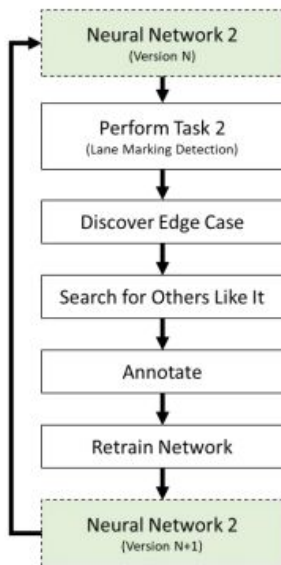 Neural Network 2
(Version N)
Perform Task 2
(Lane Marking Detection)
Discover Edge Case
Search for Others Like It
Annotate
Retrain Network
Neural Network 2
(Version N+1)